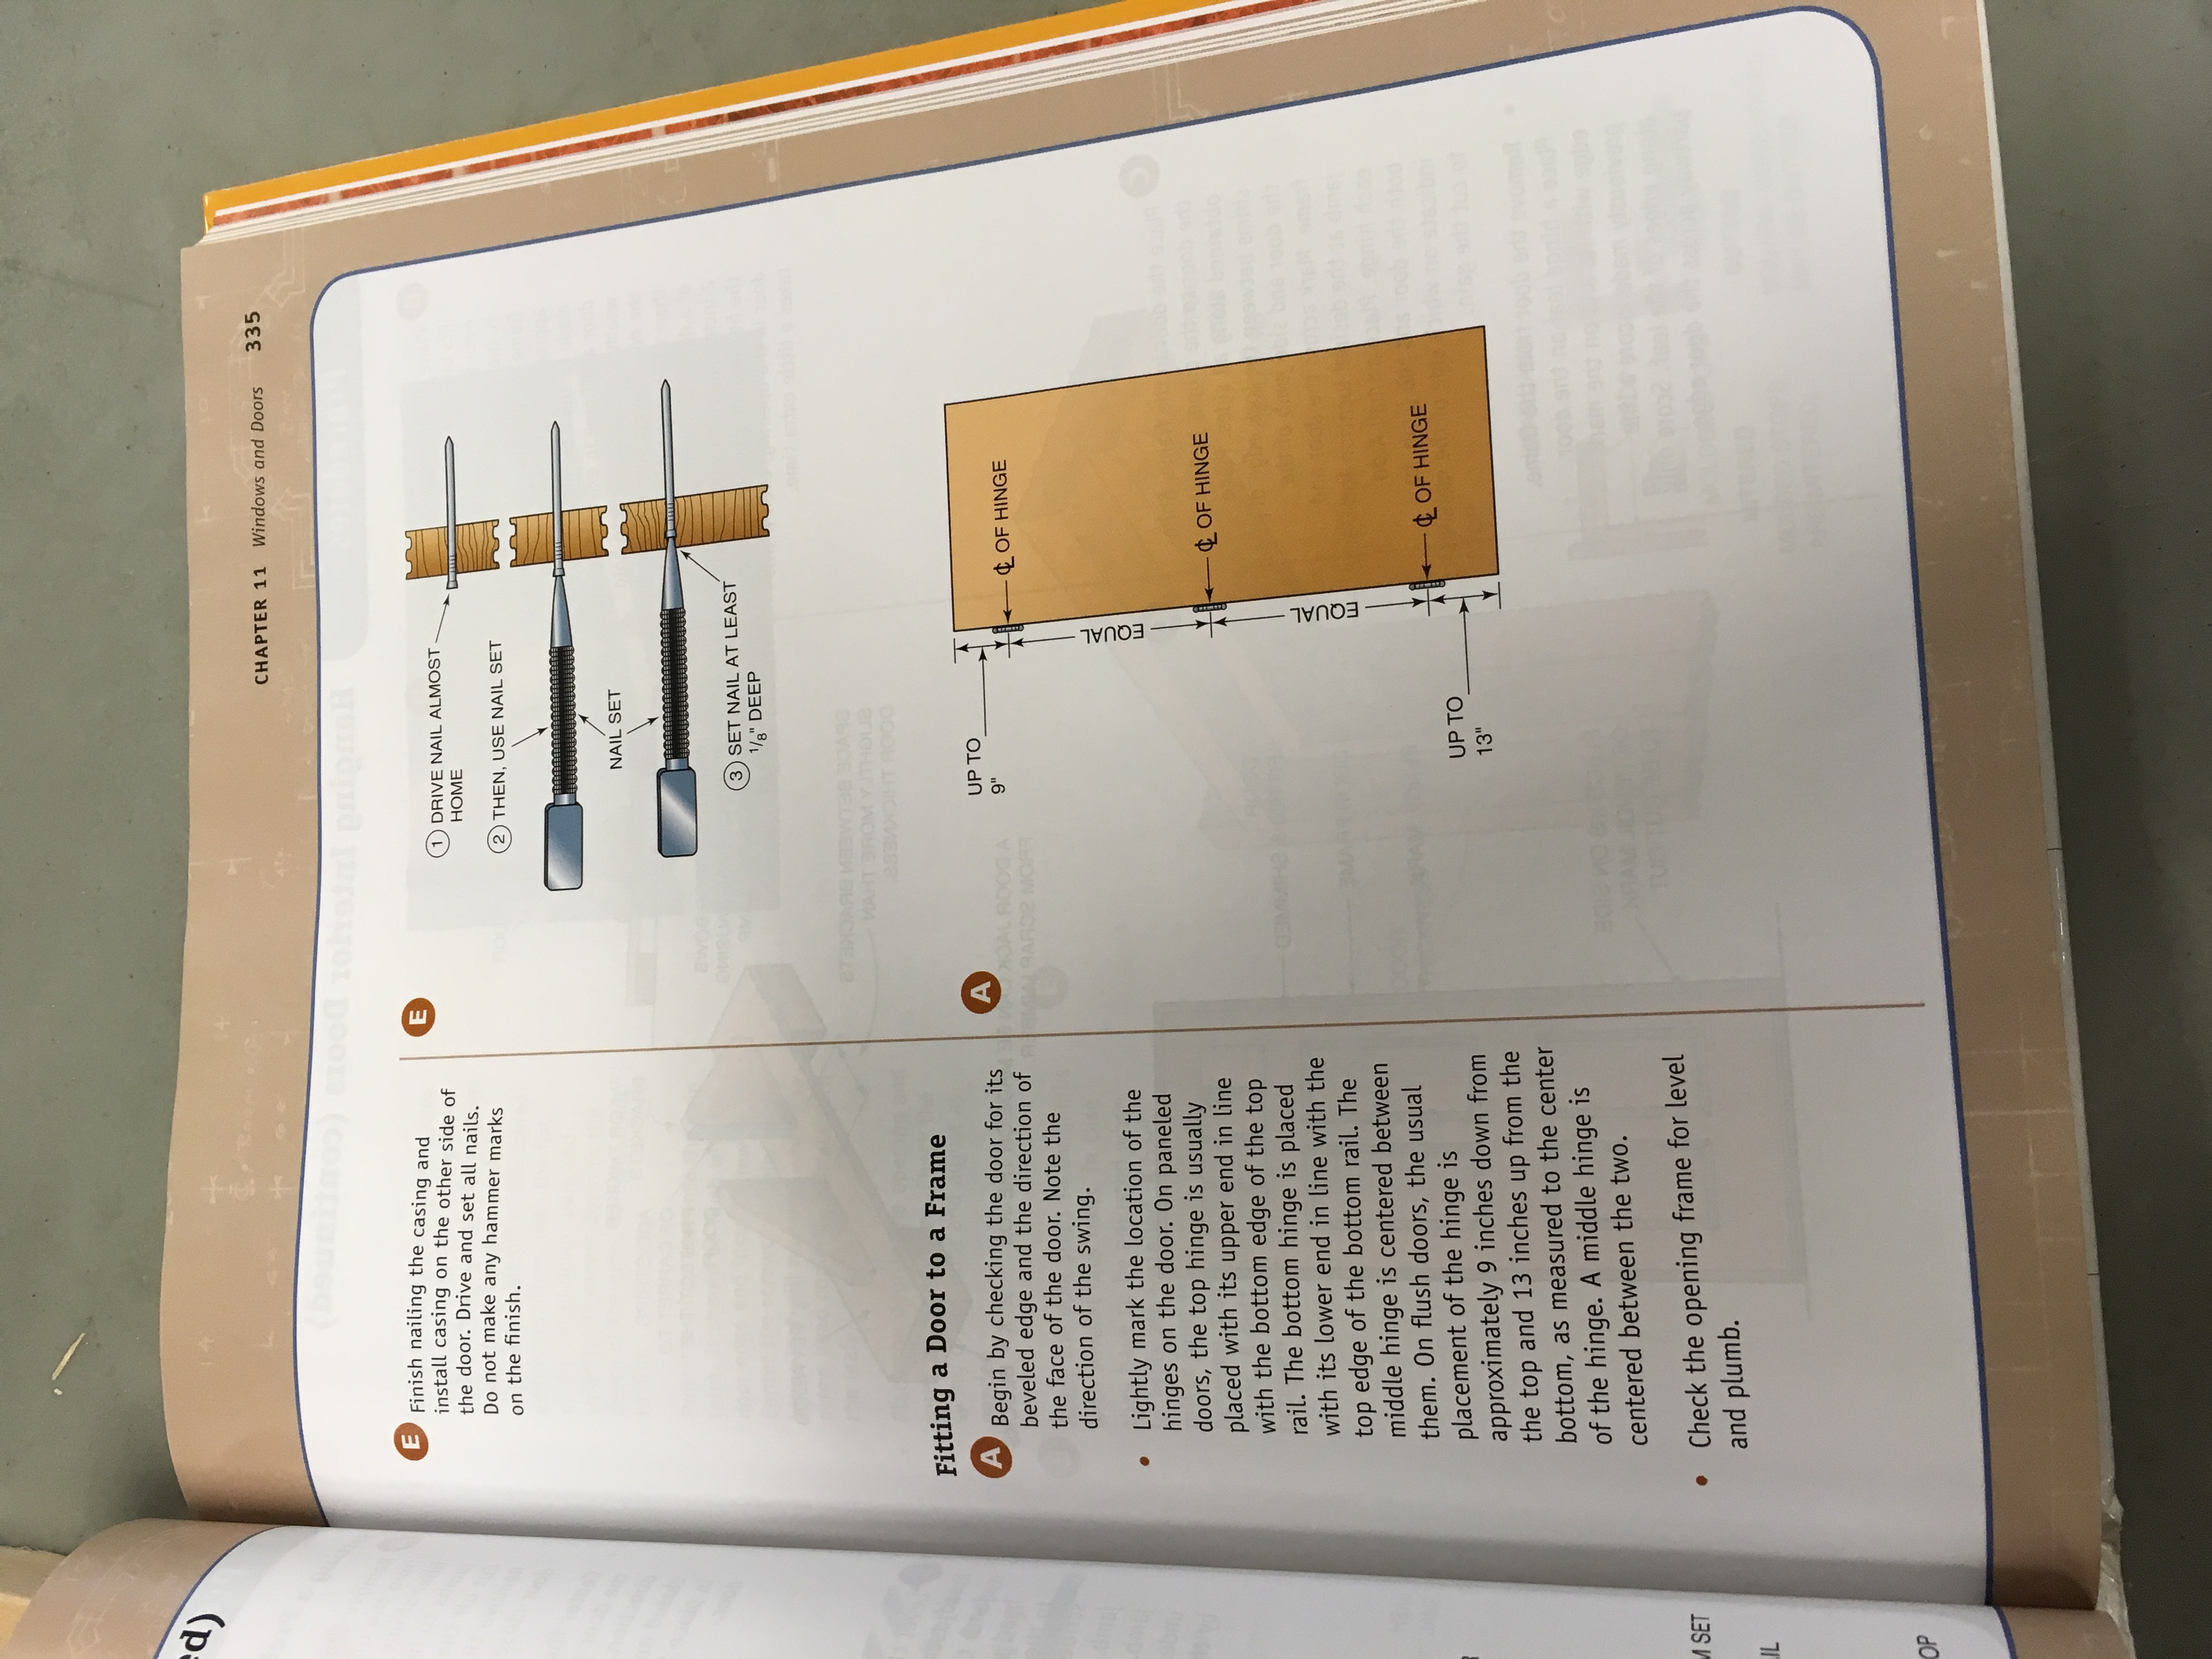 ed)
CHAPTER 11 Windows and Doors 335
E Finish nailing the casing and
install casing on the other side of
the door. Drive and set all nails.
Do not make any hammer marks
on the finish.
E
1 DRIVE NAIL ALMOST
HOME
2 THEN, USE NAIL SET
NAIL SET
3 SET NAIL AT LEAST
1/8" DEEP
Fitting a Door to a Frame
A Begin by checking the door for its
beveled edge and the direction of
the face of the door. Note the
direction of the swing.
• Lightly mark the location of the
hinges on the door. On paneled
doors, the top hinge is usually
placed with its upper end in line
with the bottom edge of the top
rail. The bottom hinge is placed
with its lower end in line with the
top edge of the bottom rail. The
middle hinge is centered between
them. On flush doors, the usual
placement of the hinge is
approximately 9 inches down from
the top and 13 inches up from the
bottom, as measured to the center
of the hinge. A middle hinge is
centered between the two.
• Check the opening frame for level
and plumb.
A
UP TO
9"
℄ OF HINGE
EQUAL
℄ OF HINGE
EQUAL
℄ OF HINGE
UP TO
13"
M SET
IL
OP